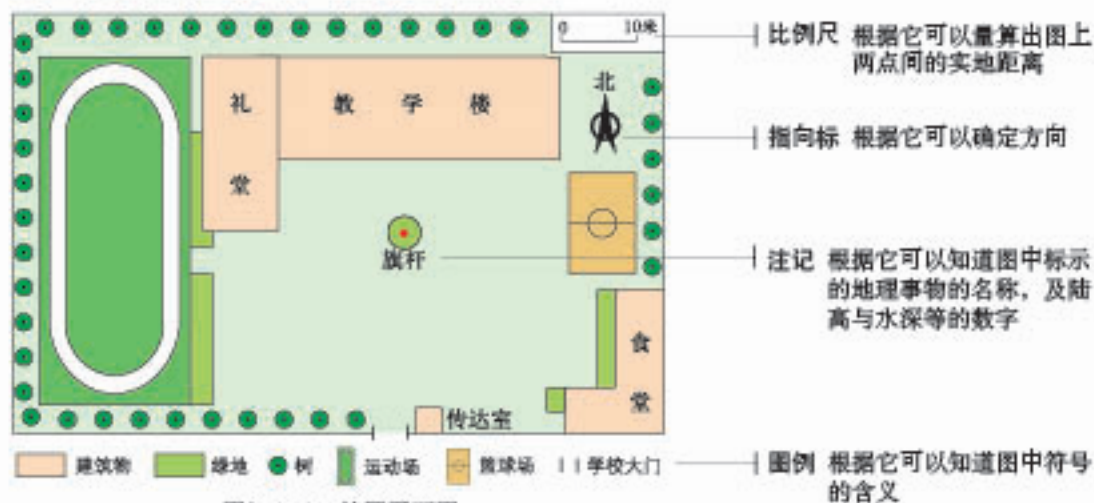 0 10米
比例尺 根据它可以量算出图上
两点间的实地距离
北
指向标 根据它可以确定方向
礼堂
教学楼
旗杆
注记 根据它可以知道图中标示
的地理事物的名称，及陆
高与水深等的数字
食堂
传达室
建筑物 绿地 树 运动场 篮球场 学校大门
图例 根据它可以知道图中符号
的含义